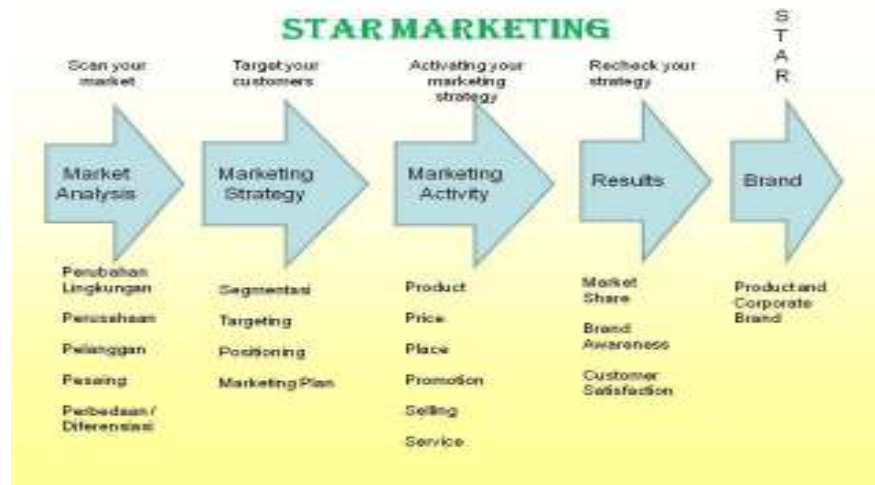 STAR MARKETING
S
T
A
R
Scan your
market
Target your
customers
Activating your
marketing
strategy
Recheck your
strategy
Market
Analysis
Marketing
Strategy
Marketing
Activity
Results
Brand
Perubahan
Lingkungan
Perusahaan
Pelanggan
Pesaing
Perbedaan /
Diferensiasi
Segmentasi
Targeting
Positioning
Marketing Plan
Product
Price
Place
Promotion
Selling
Service
Market
Share
Brand
Awareness
Customer
Satisfaction
Product and
Corporate
Brand